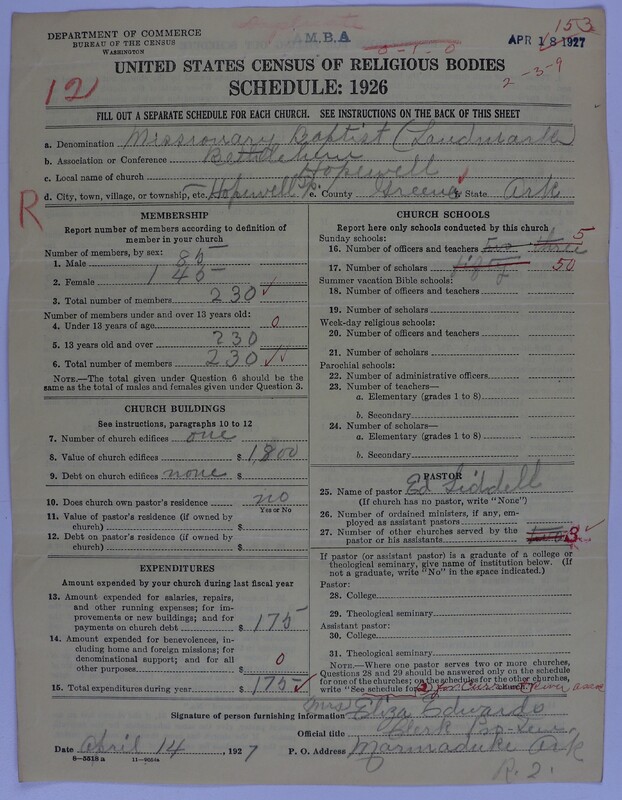 DEPARTMENT OF COMMERCE
BUREAU OF THE CENSUS
WASHINGTON
M.B.A
0-1-0
153
APR 18 1927
2-3-9
12
UNITED STATES CENSUS OF RELIGIOUS BODIES
SCHEDULE: 1926
FILL OUT A SEPARATE SCHEDULE FOR EACH CHURCH. SEE INSTRUCTIONS ON THE BACK OF THIS SHEET
a. Denomination Missionary Baptist (Landmark
b. Association or Conference
c. Local name of church Hopewell
d. City, town, village, or township, etc. Hopewell Tp. e. County Greene f. State Ark
R
MEMBERSHIP
Report number of members according to definition of
member in your church
Number of members, by sex:
1. Male 85
2. Female 145
3. Total number of members 230
Number of members under and over 13 years old:
4. Under 13 years of age 0
5. 13 years old and over 230
6. Total number of members 230
NOTE.—The total given under Question 6 should be the
same as the total of males and females given under Question 3.
CHURCH BUILDINGS
See instructions, paragraphs 10 to 12
7. Number of church edifices one
8. Value of church edifices $ 1,800
9. Debt on church edifices none $
10. Does church own pastor's residence no
Yes or No
11. Value of pastor's residence (if owned by
church) $
12. Debt on pastor's residence (if owned by
church) $
EXPENDITURES
Amount expended by your church during last fiscal year
13. Amount expended for salaries, repairs,
and other running expenses; for im-
provements or new buildings; and for
payments on church debt $ 175
14. Amount expended for benevolences, in-
cluding home and foreign missions; for
denominational support; and for all
other purposes $ 0
15. Total expenditures during year $ 175
CHURCH SCHOOLS
Report here only schools conducted by this church
Sunday schools:
16. Number of officers and teachers two three 5
17. Number of scholars fifty 50
Summer vacation Bible schools:
18. Number of officers and teachers
19. Number of scholars
Week-day religious schools:
20. Number of officers and teachers
21. Number of scholars
Parochial schools:
22. Number of administrative officers
23. Number of teachers—
a. Elementary (grades 1 to 8)
b. Secondary
24. Number of scholars—
a. Elementary (grades 1 to 8)
b. Secondary
PASTOR
25. Name of pastor Ed Liddell
(If church has no pastor, write "None")
26. Number of ordained ministers, if any, em-
ployed as assistant pastors
27. Number of other churches served by the
pastor or his assistants 3
If pastor (or assistant pastor) is a graduate of a college or
theological seminary, give name of institution below. (If
not a graduate, write "No" in the space indicated.)
Pastor:
28. College
29. Theological seminary
Assistant pastor:
30. College
31. Theological seminary
NOTE.—Where one pastor serves two or more churches,
Questions 28 and 29 should be answered only on the schedule
for one of the churches; on the schedules for the other churches,
write "See schedule for church"
Signature of person furnishing information Mrs Eliza Edwards
Official title Clerk Pro-tem
Date April 14, 1927 P. O. Address Marmaduke Ark
8-5518 a
R. 2.